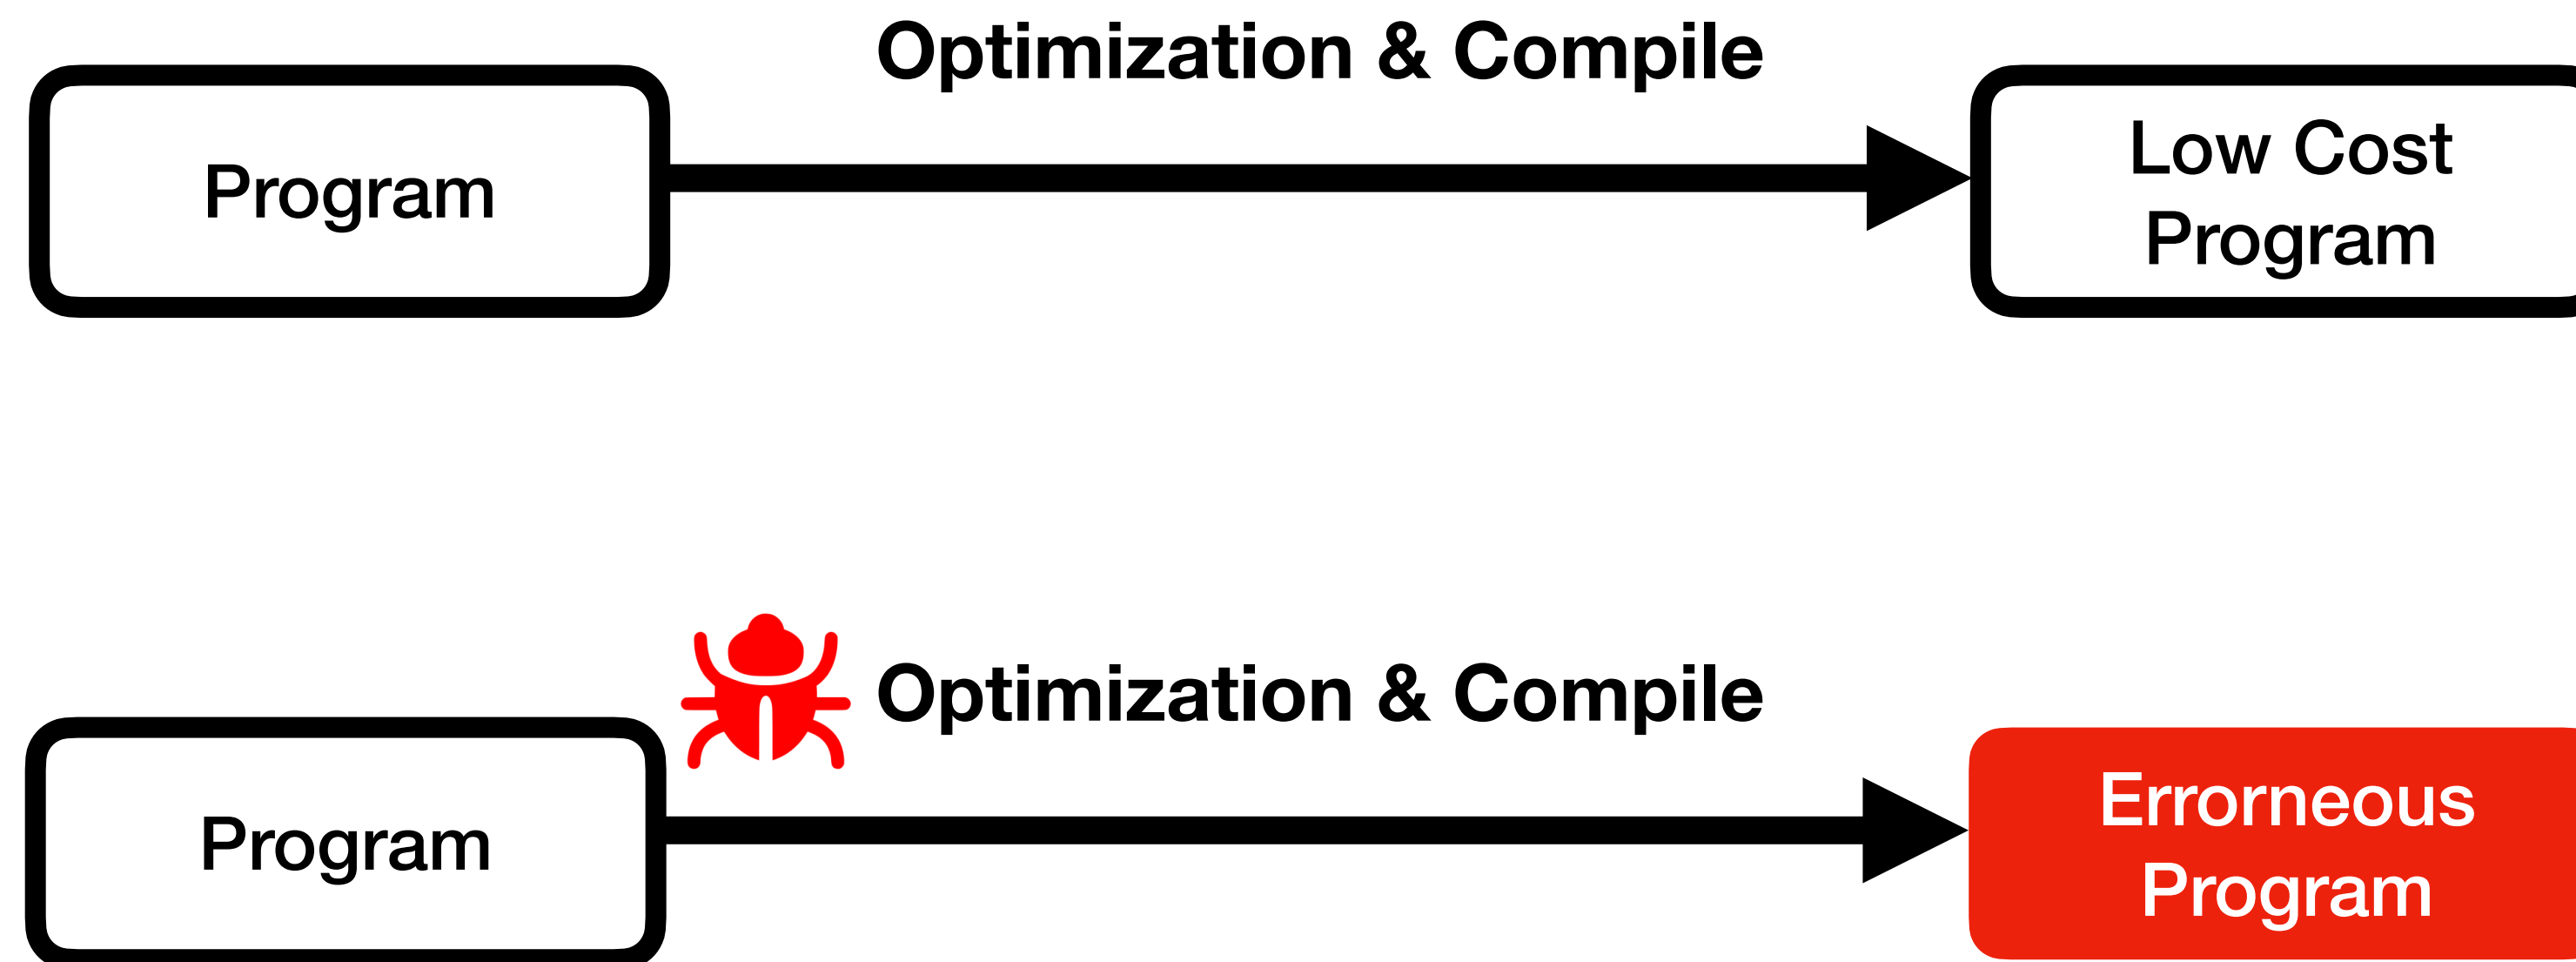 Optimization & Compile
Program
Low Cost
Program
Optimization & Compile
Program
Errorneous
Program